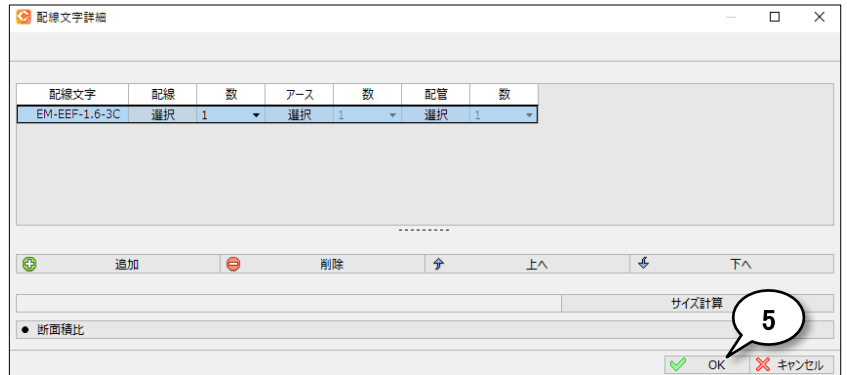 配線文字詳細
配線文字 配線 数 アース 数 配管 数
EM-EEF-1.6-3C 選択 1 選択 1 選択 1
追加 削除 上へ 下へ
サイズ計算
● 断面積比
5
OK キャンセル